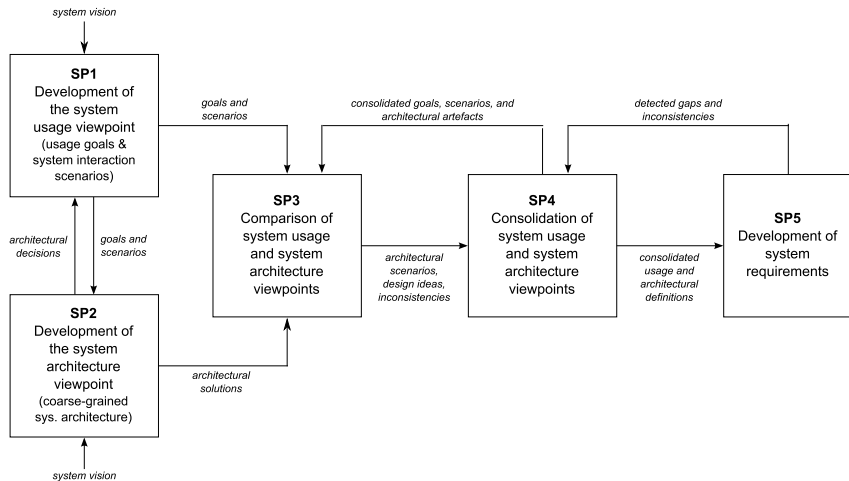 system vision
SP1
Development of
the system
usage viewpoint
(usage goals &
system interaction
scenarios)
goals and
scenarios
consolidated goals, scenarios, and
architectural artefacts
detected gaps and
inconsistencies
architectural
decisions
goals and
scenarios
SP3
Comparison of
system usage
and system
architecture
viewpoints
architectural
scenarios,
design ideas,
inconsistencies
SP4
Consolidation of
system usage
and system
architecture
viewpoints
consolidated
usage and
architectural
definitions
SP5
Development of
system
requirements
SP2
Development of
the system
architecture
viewpoint
(coarse-grained
sys. architecture)
architectural
solutions
system vision